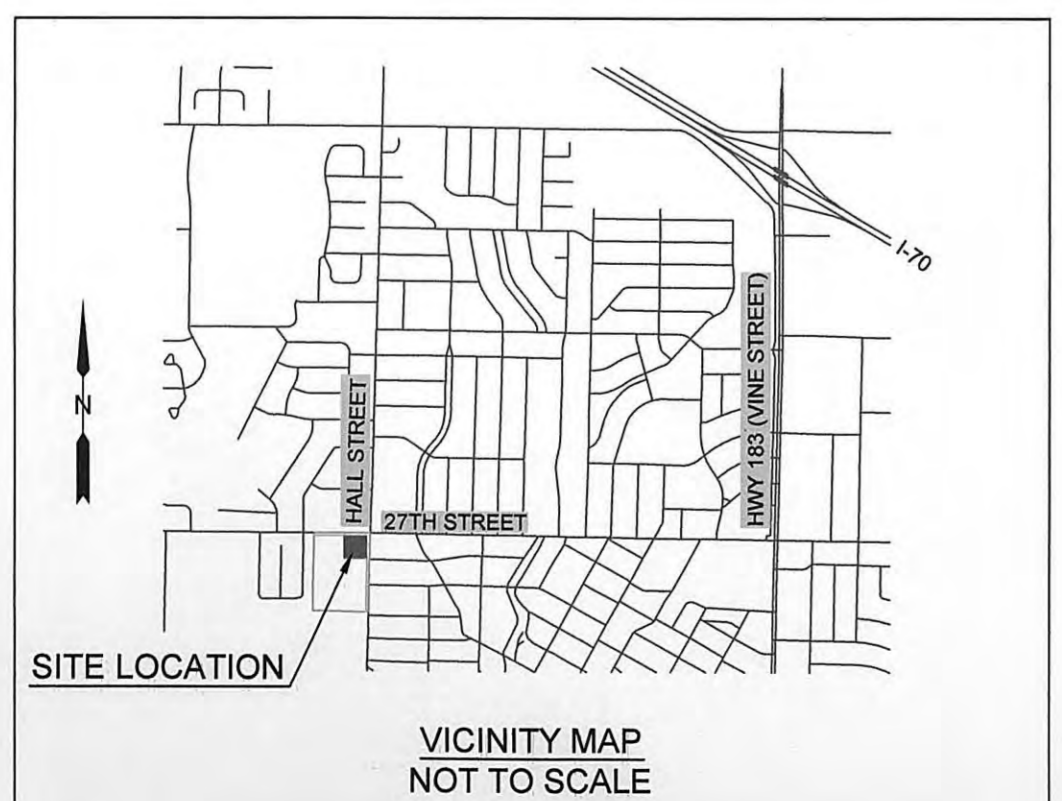 I-70
HWY 183 (VINE STREET)
N
HALL STREET
27TH STREET
SITE LOCATION
VICINITY MAP
NOT TO SCALE